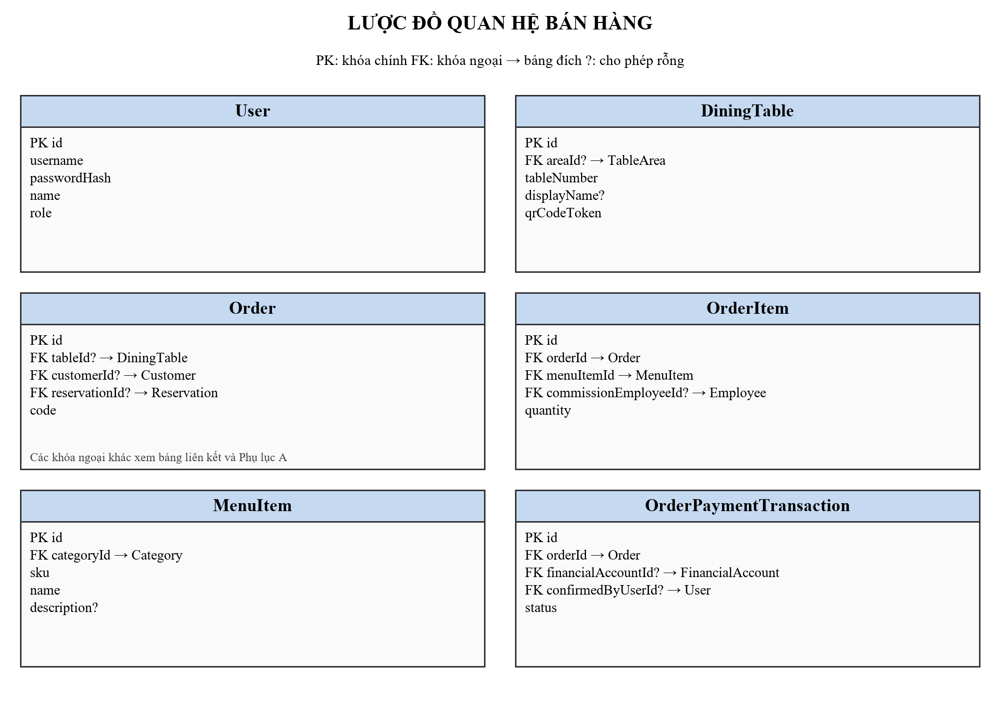 LƯỢC ĐỒ QUAN HỆ BÁN HÀNG
PK: khóa chính FK: khóa ngoại → bảng đích ?: cho phép rỗng
User
PK id
username
passwordHash
name
role
DiningTable
PK id
FK areaId? → TableArea
tableNumber
displayName?
qrCodeToken
Order
PK id
FK tableId? → DiningTable
FK customerId? → Customer
FK reservationId? → Reservation
code
Các khóa ngoại khác xem bảng liên kết và Phụ lục A
OrderItem
PK id
FK orderId → Order
FK menuItemId → MenuItem
FK commissionEmployeeId? → Employee
quantity
MenuItem
PK id
FK categoryId → Category
sku
name
description?
OrderPaymentTransaction
PK id
FK orderId → Order
FK financialAccountId? → FinancialAccount
FK confirmedByUserId? → User
status